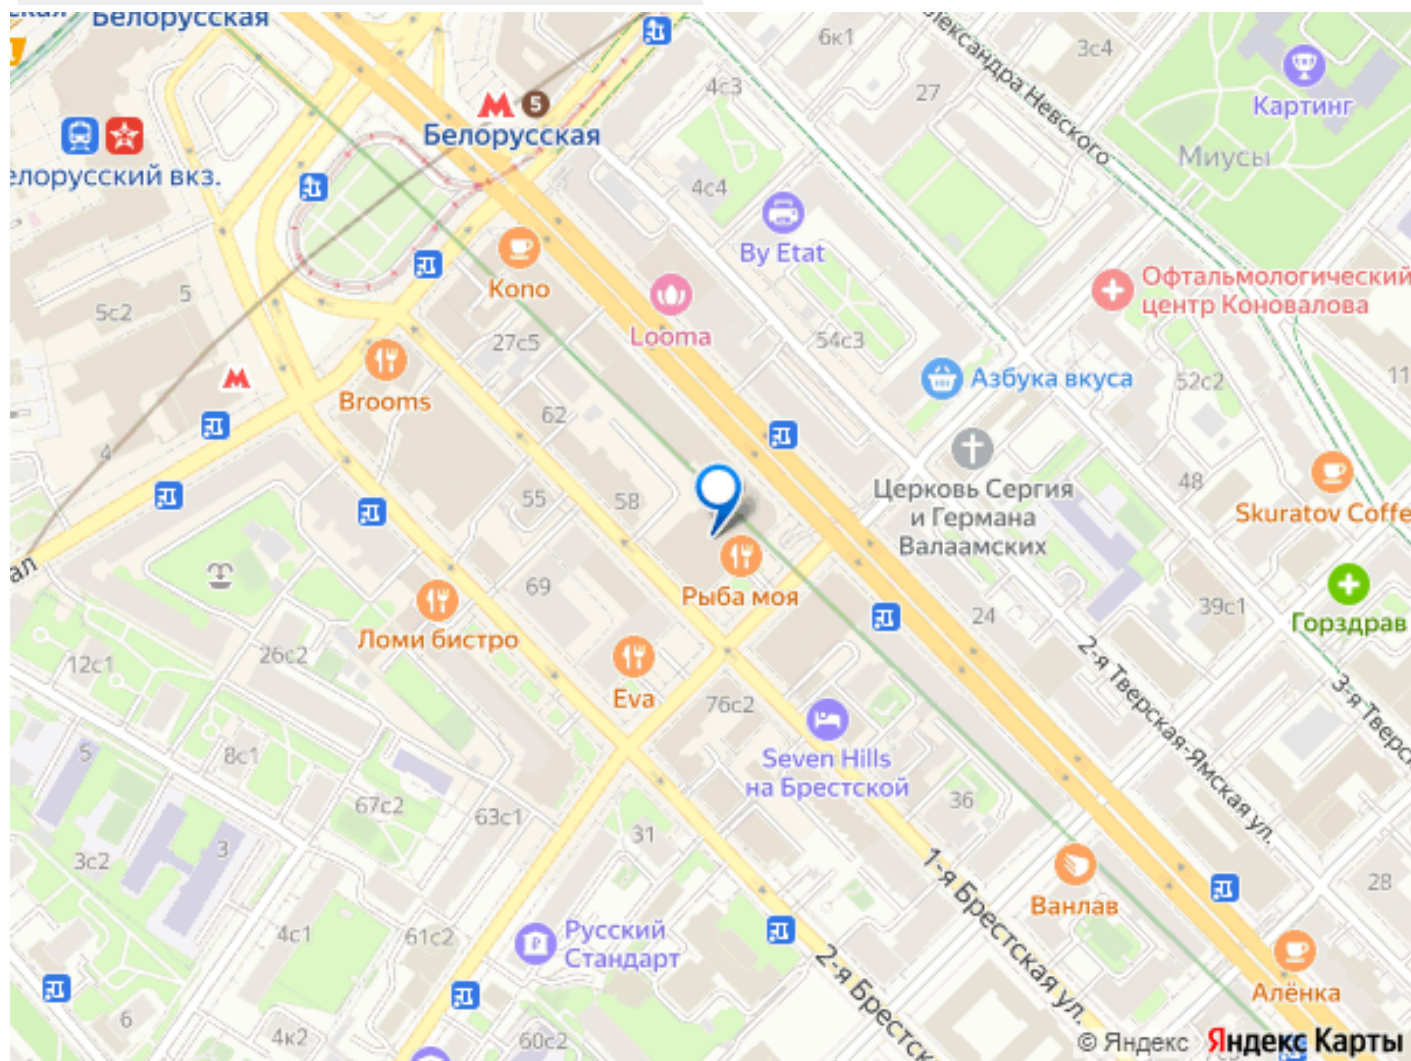 Белорусская
6к1
3с4
Александра Невского
Картинг
4с3
27
5
Белорусская
Миусы
елорусский вкз.
4с4
By Etat
Kono
Looma
Офтальмологический
центр Коновалова
5
5с2
27с5
54с3
Азбука вкуса
52с2
11
Brooms
62
4
55
58
Церковь Сергия
и Германа
Валаамских
48
Skuratov Coffe
ал
69
Рыба моя
24
39с1
Горздрав
Ломи бистро
12с1
26с2
Eva
76с2
2-я Тверская-Ямская ул.
3-я Тверс
Seven Hills
на Брестской
5
8с1
67с2
63с1
36
31
3с2
3
1-я Брестская ул.
Ванлав
28
4с1
61с2
Русский
Стандарт
2-я Брестс
Алёнка
6
4к2
60с2
© Яндекс Яндекс Карты